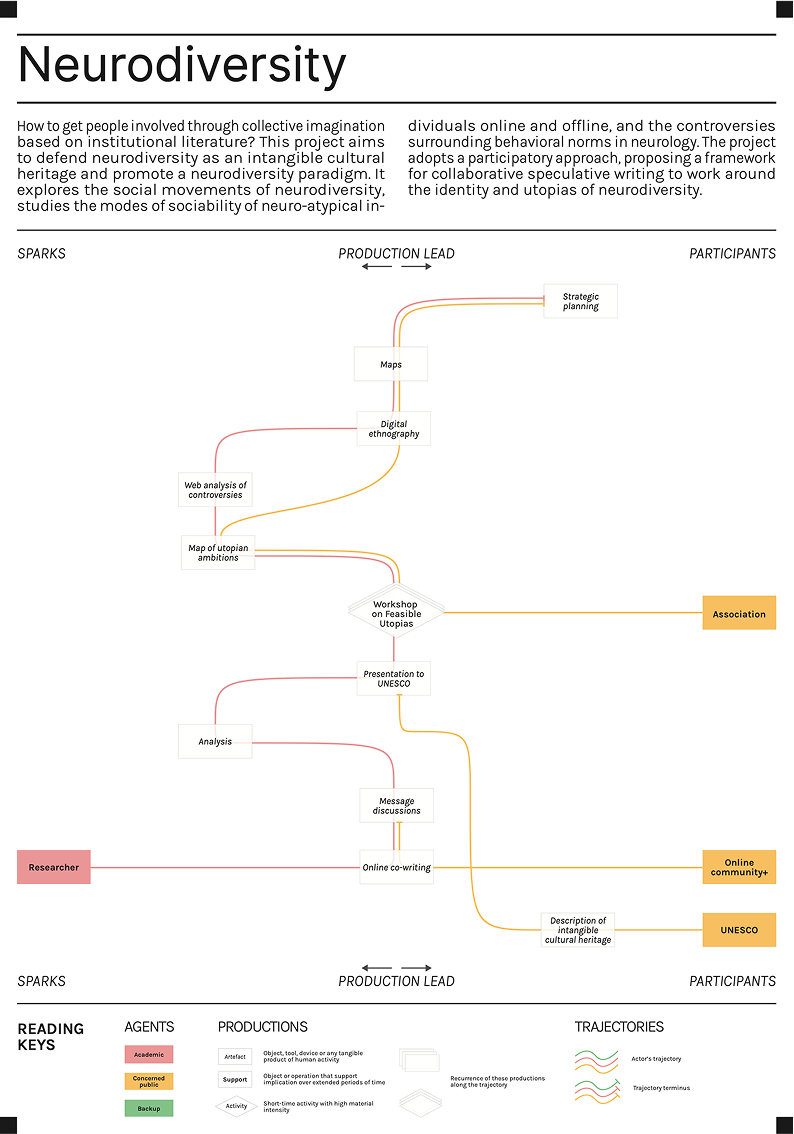 Neurodiversity
How to get people involved through collective imagination
based on institutional literature? This project aims
to defend neurodiversity as an intangible cultural
heritage and promote a neurodiversity paradigm. It
explores the social movements of neurodiversity,
studies the modes of sociability of neuro-atypical in-
dividuals online and offline, and the controversies
surrounding behavioral norms in neurology. The project
adopts a participatory approach, proposing a framework
for collaborative speculative writing to work around
the identity and utopias of neurodiversity.
SPARKS
PRODUCTION LEAD
PARTICIPANTS
Strategic
planning
Maps
Digital
ethnography
Web analysis of
controversies
Map of utopian
ambitions
Workshop
on Feasible
Utopias
Association
Presentation to
UNESCO
Analysis
Message
discussions
Researcher
Online co-writing
Online
community+
Description of
intangible
cultural heritage
UNESCO
SPARKS
PRODUCTION LEAD
PARTICIPANTS
READING
KEYS
AGENTS
Academic
Concerned
public
Backup
PRODUCTIONS
Artefact
Object, tool, device or any tangible
product of human activity
Support
Object or operation that support
implication over extended periods of time
Activity
Short-time activity with high material
intensity
Recurrence of these productions
along the trajectory
TRAJECTORIES
Actor's trajectory
Trajectory terminus